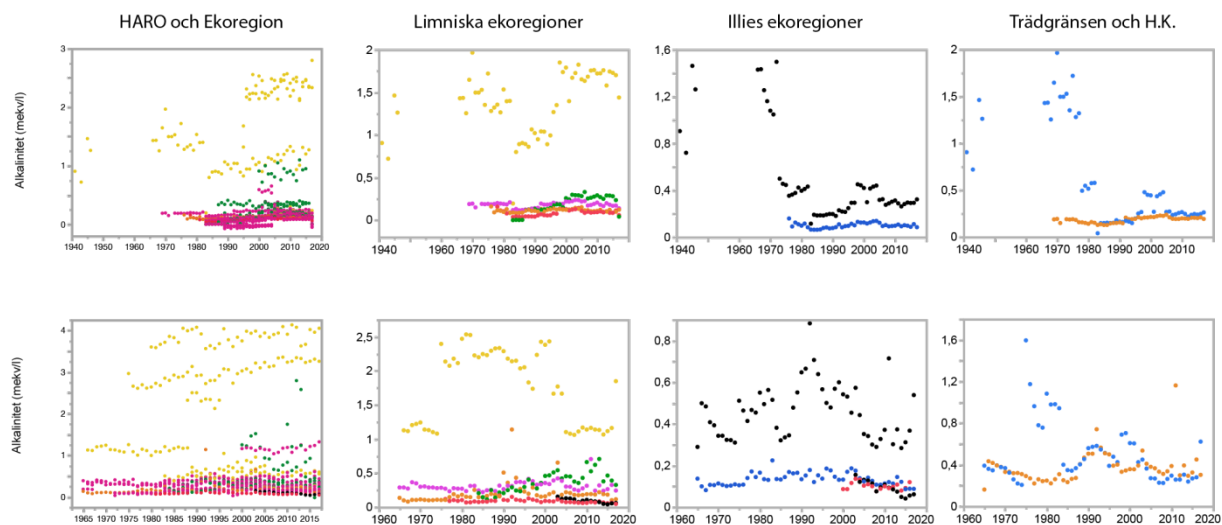 HARO och Ekoregion
Limniska ekoregioner
Illies ekoregioner
Trädgränsen och H.K.
Alkalinitet (mekv/l)
3
2
1
0
1940 1950 1960 1970 1980 1990 2000 2010 2020
2
1,5
1
0,5
0
1940 1950 1960 1970 1980 1990 2000 2010
1,6
1,2
0,8
0,4
0
1940 1950 1960 1970 1980 1990 2000 2010
2
1,5
1
0,5
0
1940 1950 1960 1970 1980 1990 2000 2010
Alkalinitet (mekv/l)
4
3
2
1
0
1965 1970 1975 1980 1985 1990 1995 2000 2005 2010 2015
2,5
2
1,5
1
0,5
0
1960 1970 1980 1990 2000 2010 2020
0,8
0,6
0,4
0,2
0
1960 1970 1980 1990 2000 2010 2020
1,6
1,2
0,8
0,4
0
1960 1970 1980 1990 2000 2010 2020